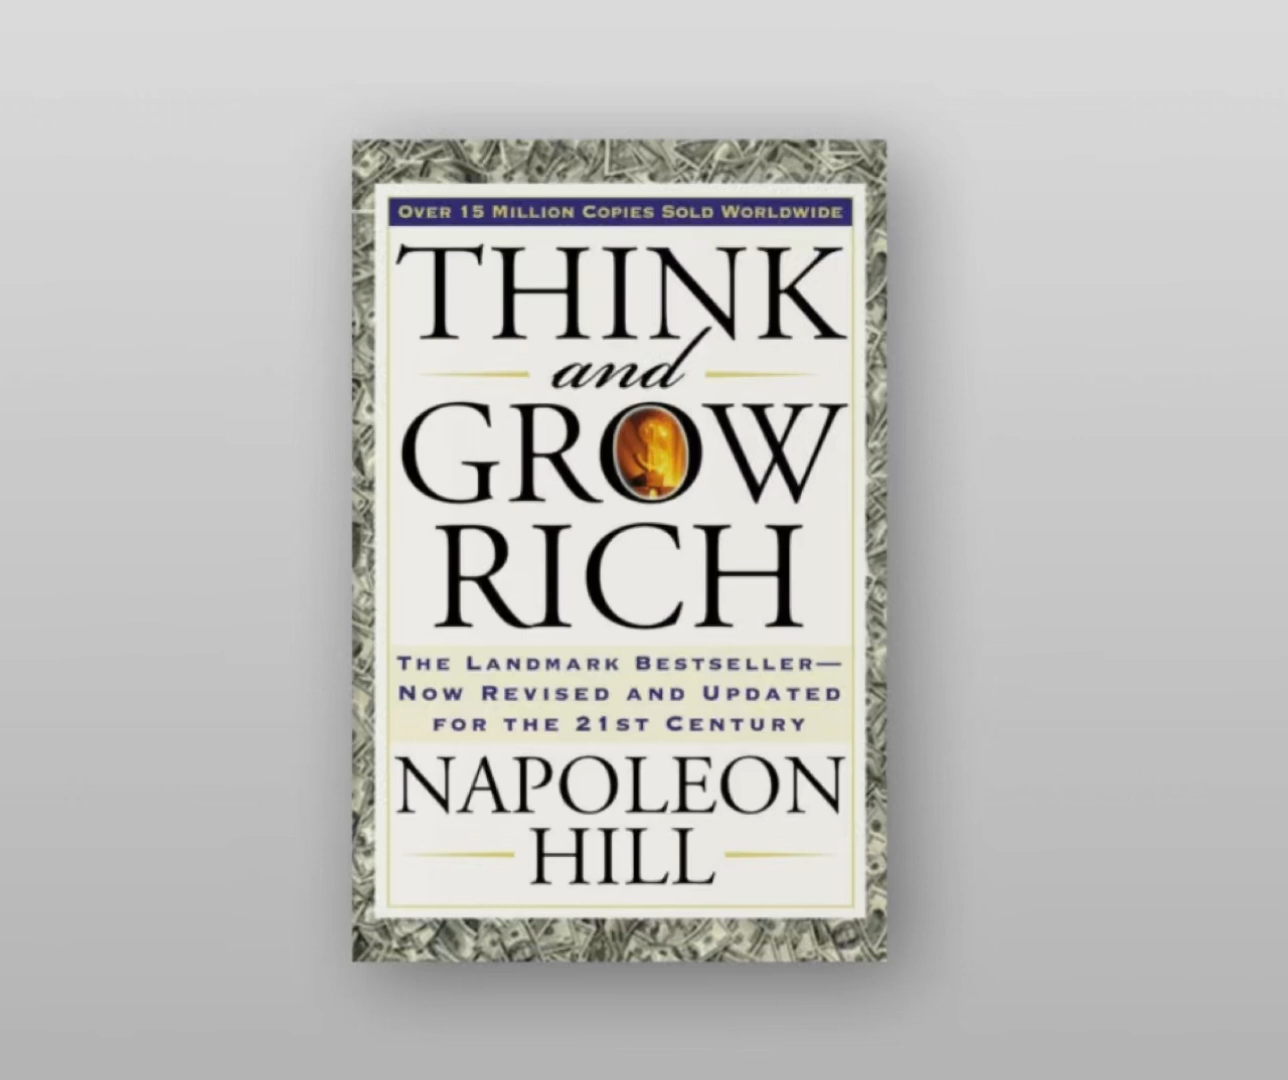 OVER 15 MILLION COPIES SOLD WORLDWIDE
THINK
and
GROW
RICH
THE LANDMARK BESTSELLER—
NOW REVISED AND UPDATED
FOR THE 21ST CENTURY
NAPOLEON
HILL